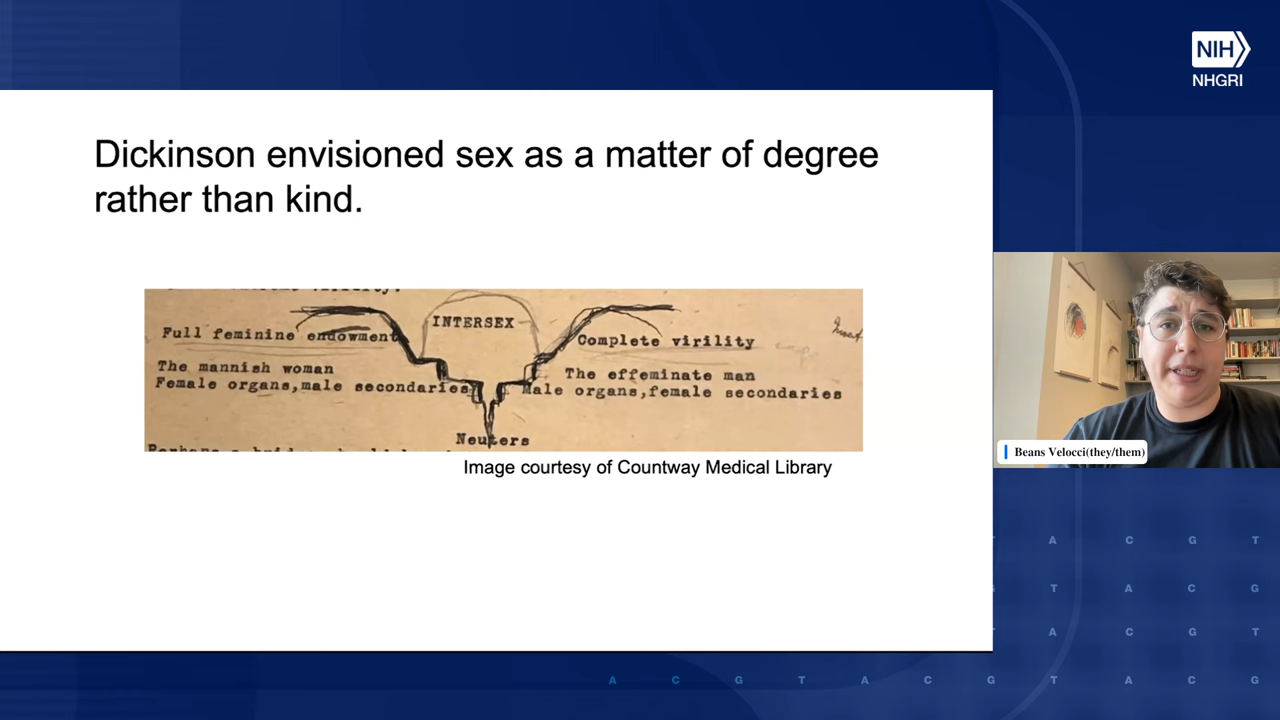 NIH
NHGRI
Dickinson envisioned sex as a matter of degree
rather than kind.
INTERSEX
Full feminine endowment
Complete virility
The mannish woman
The effeminate man
Female organs,male secondaries
Male organs,female secondaries
Neuters
Image courtesy of Countway Medical Library
Beans Velocci(they/them)
T A C G T
G T A C G
T A C G T
A C G T A C G T A C G